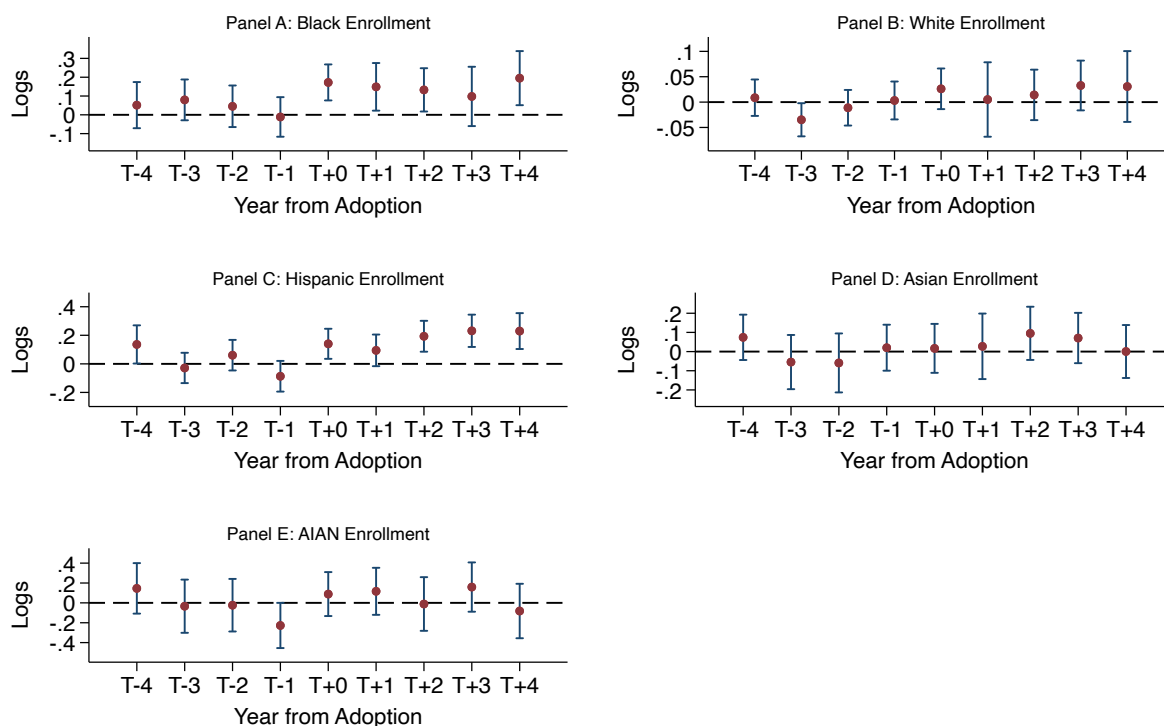 Panel A: Black Enrollment
Logs
.3
.2
.1
0
-.1
T-4 T-3 T-2 T-1 T+0 T+1 T+2 T+3 T+4
Year from Adoption
Panel B: White Enrollment
Logs
.1
.05
0
-.05
T-4 T-3 T-2 T-1 T+0 T+1 T+2 T+3 T+4
Year from Adoption
Panel C: Hispanic Enrollment
Logs
.4
.2
0
-.2
T-4 T-3 T-2 T-1 T+0 T+1 T+2 T+3 T+4
Year from Adoption
Panel D: Asian Enrollment
Logs
.2
.1
0
-.1
-.2
T-4 T-3 T-2 T-1 T+0 T+1 T+2 T+3 T+4
Year from Adoption
Panel E: AIAN Enrollment
Logs
.4
.2
0
-.2
-.4
T-4 T-3 T-2 T-1 T+0 T+1 T+2 T+3 T+4
Year from Adoption